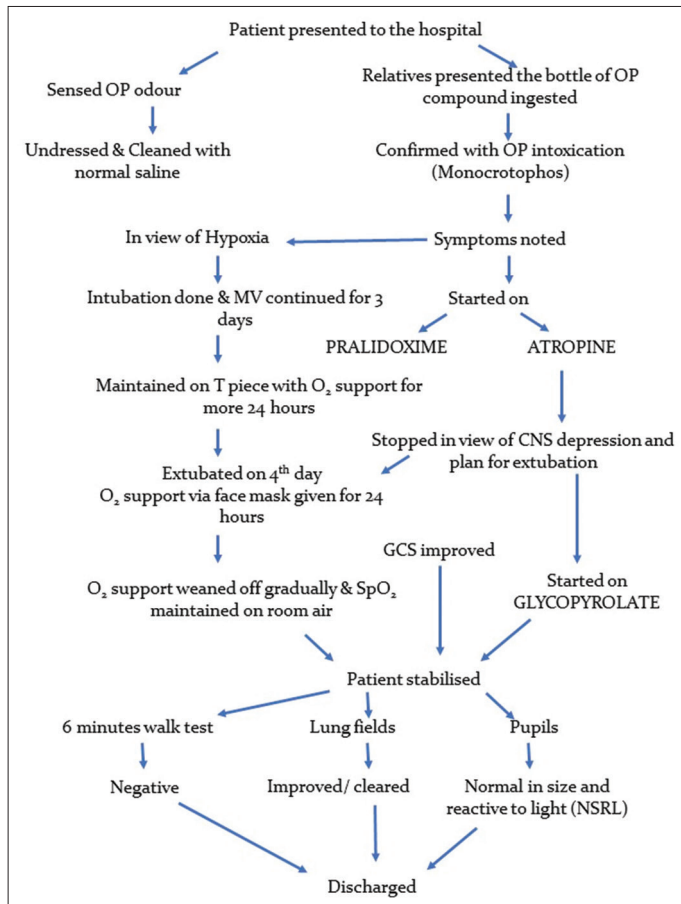 Patient presented to the hospital
Sensed OP odour
Relatives presented the bottle of OP
compound ingested
Undressed & Cleaned with
normal saline
Confirmed with OP intoxication
(Monocrotophos)
In view of Hypoxia
Symptoms noted
Intubation done & MV continued for 3
days
Started on
PRALIDOXIME
ATROPINE
Maintained on T piece with O₂ support for
more 24 hours
Stopped in view of CNS depression and
plan for extubation
Extubated on 4th day
O₂ support via face mask given for 24
hours
GCS improved
O₂ support weaned off gradually & SpO₂
maintained on room air
Started on
GLYCOPYROLATE
Patient stabilised
6 minutes walk test
Lung fields
Pupils
Negative
Improved/ cleared
Normal in size and
reactive to light (NSRL)
Discharged